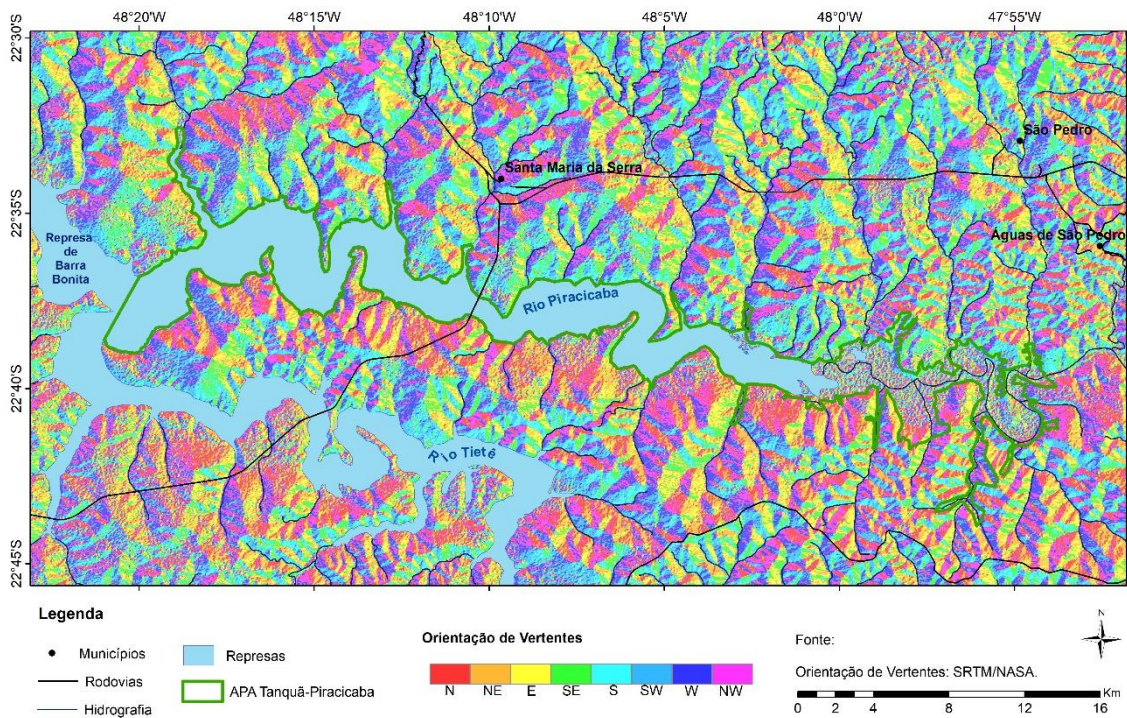 48°20'W 48°15'W 48°10'W 48°5'W 48°0'W 47°55'W
22°30'S
22°35'S
22°40'S
22°45'S
São Pedro
Santa Maria da Serra
Águas de São Pedro
Represa
de
Barra
Bonita
Rio Piracicaba
Rio Tietê
Legenda
Municípios
Rodovias
Hidrografia
Represas
APA Tanquã-Piracicaba
Orientação de Vertentes
N NE E SE S SW W NW
Fonte:
Orientação de Vertentes: SRTM/NASA.
N
Km
0 2 4 8 12 16